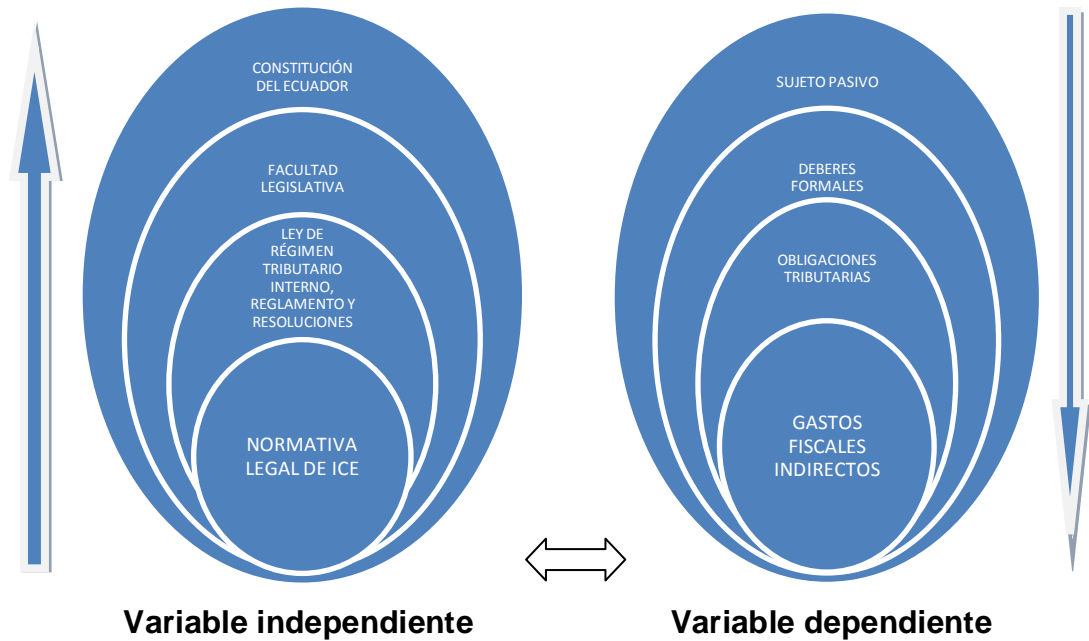 CONSTITUCIÓN
DEL ECUADOR
FACULTAD
LEGISLATIVA
LEY DE
RÉGIMEN
TRIBUTARIO
INTERNO,
REGLAMENTO Y
RESOLUCIONES
NORMATIVA
LEGAL DE ICE
Variable independiente
SUJETO PASIVO
DEBERES
FORMALES
OBLIGACIONES
TRIBUTARIAS
GASTOS
FISCALES
INDIRECTOS
Variable dependiente